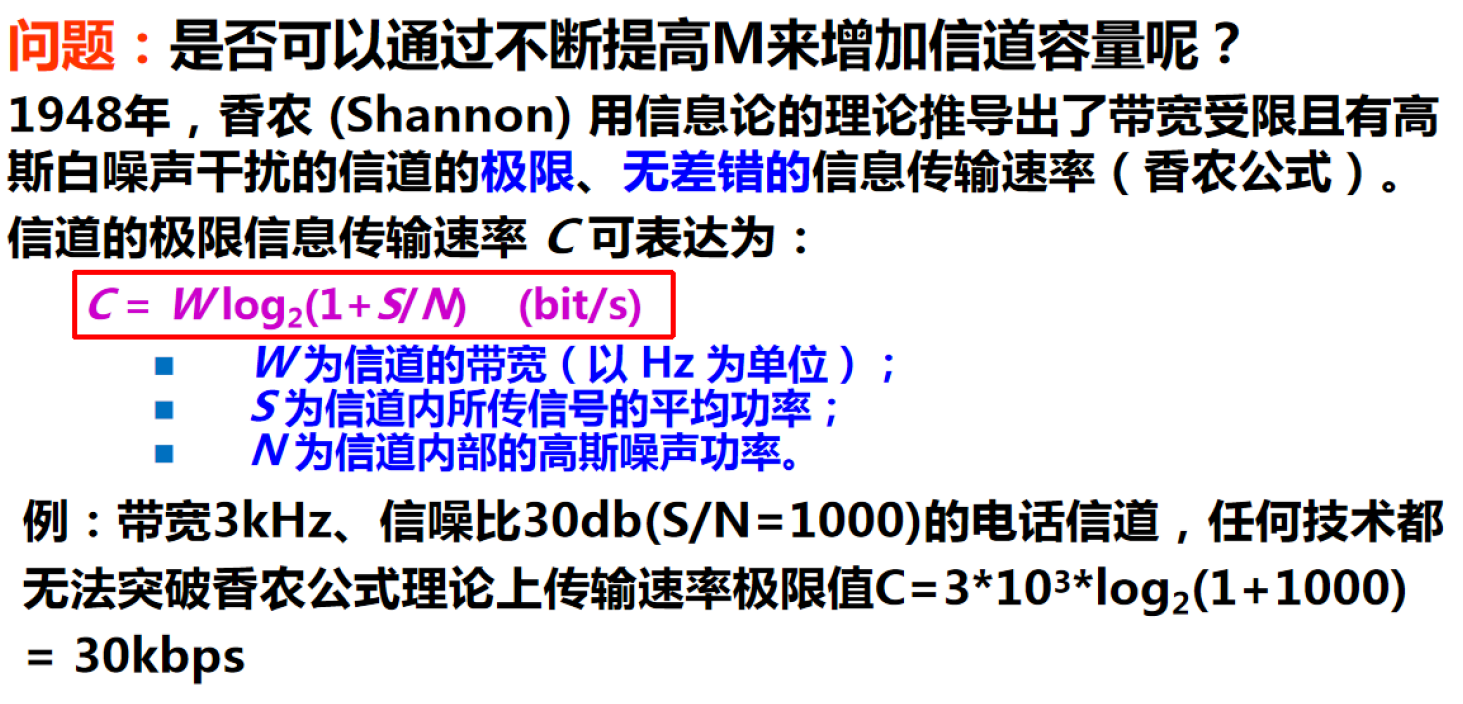 问题：是否可以通过不断提高M来增加信道容量呢？
1948年，香农 (Shannon) 用信息论的理论推导出了带宽受限且有高
斯白噪声干扰的信道的极限、无差错的信息传输速率（香农公式）。
信道的极限信息传输速率 C 可表达为：
C = W log₂(1+S/N) (bit/s)
■ W 为信道的带宽（以 Hz 为单位）；
■ S 为信道内所传信号的平均功率；
■ N 为信道内部的高斯噪声功率。
例：带宽3kHz、信噪比30db(S/N=1000)的电话信道，任何技术都
无法突破香农公式理论上传输速率极限值C=3*10³*log₂(1+1000)
= 30kbps